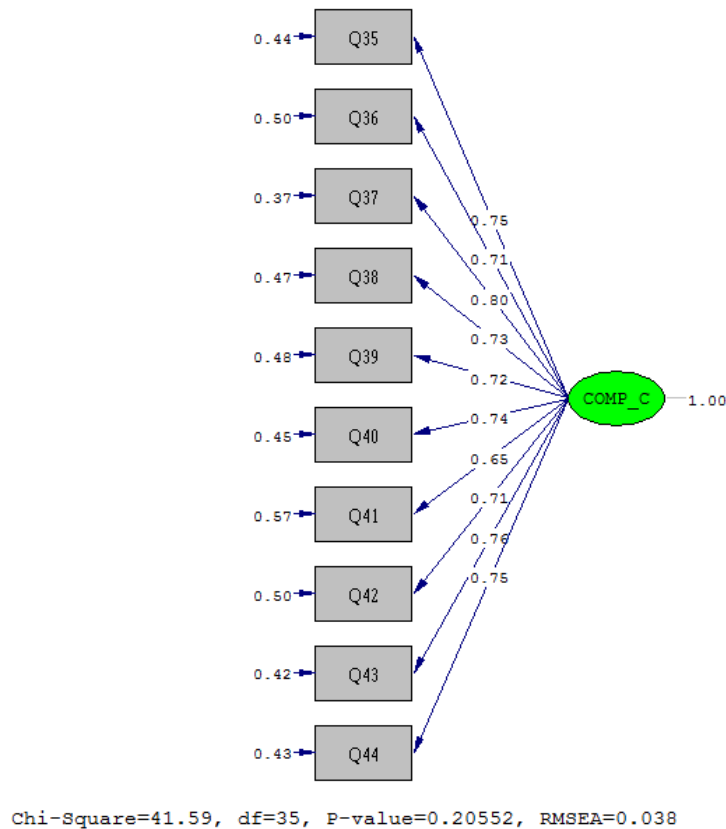 0.44 Q35
0.50 Q36
0.37 Q37
0.75
0.71
0.47 Q38
0.80
0.73
0.48 Q39
0.72
COMP_C 1.00
0.74
0.45 Q40
0.65
0.71
0.57 Q41
0.76
0.75
0.50 Q42
0.42 Q43
0.43 Q44
Chi-Square=41.59, df=35, P-value=0.20552, RMSEA=0.038